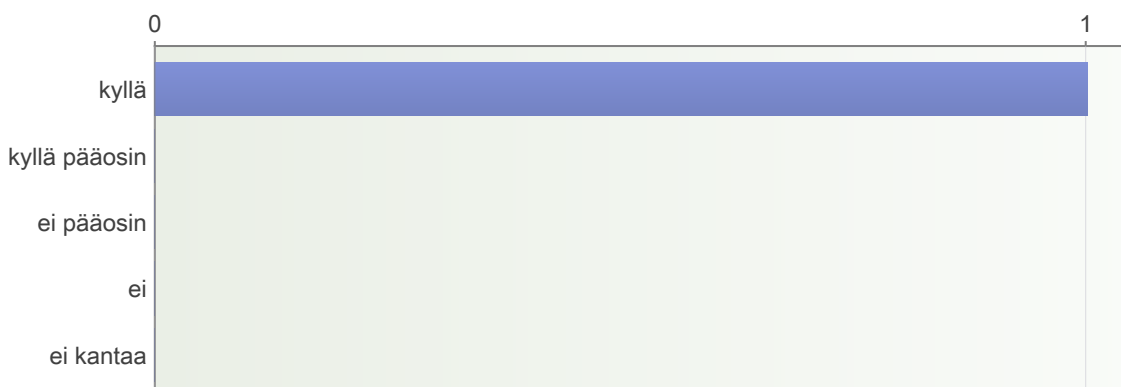 0 1
kyllä
kyllä pääosin
ei pääosin
ei
ei kantaa